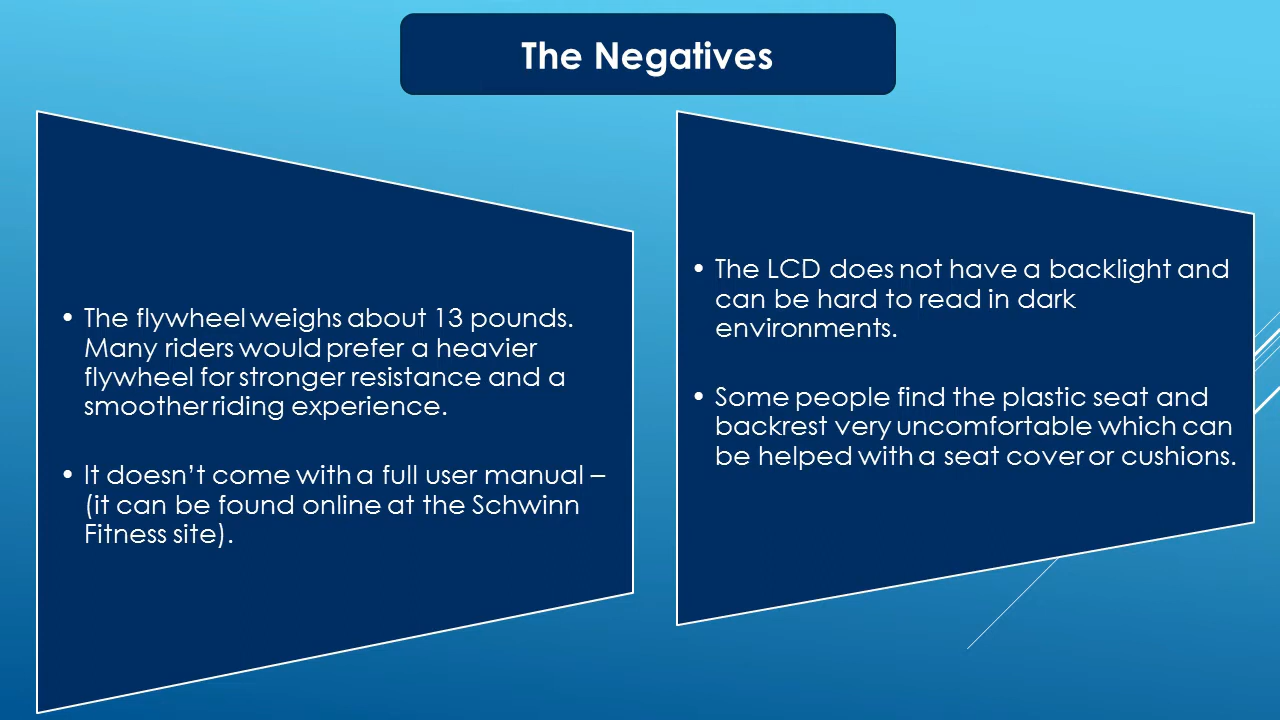 The Negatives
• The flywheel weighs about 13 pounds.
Many riders would prefer a heavier
flywheel for stronger resistance and a
smoother riding experience.
• It doesn’t come with a full user manual –
(it can be found online at the Schwinn
Fitness site).
• The LCD does not have a backlight and
can be hard to read in dark
environments.
• Some people find the plastic seat and
backrest very uncomfortable which can
be helped with a seat cover or cushions.